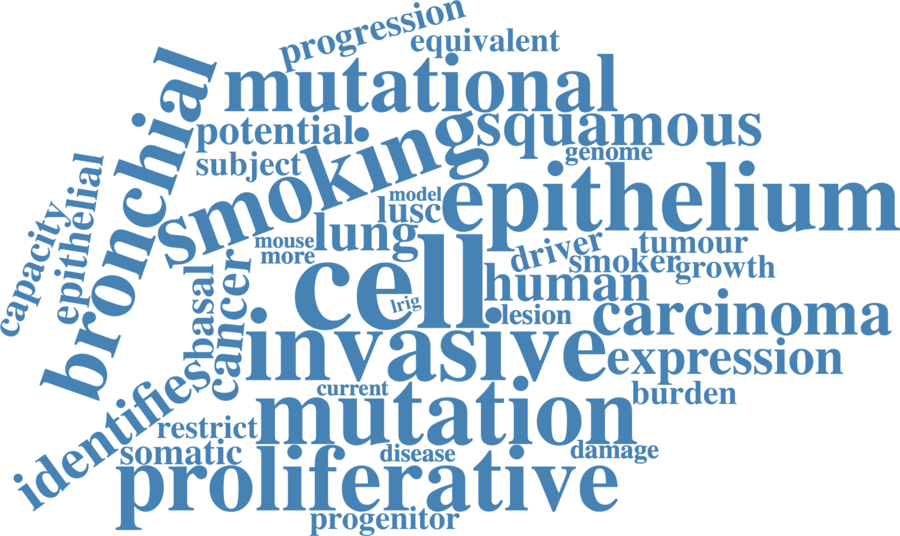 progression
equivalent
mutational
bronchial
potential
smoking
squamous
subject
genome
capacity
epithelial
model
epithelium
lusc
lung
mouse
more
cell
lrig
driver
tumour
smoker
growth
basal
cancer
human
lesion
carcinoma
invasive
expression
identifies
current
burden
mutation
restrict
somatic
disease
damage
proliferative
progenitor